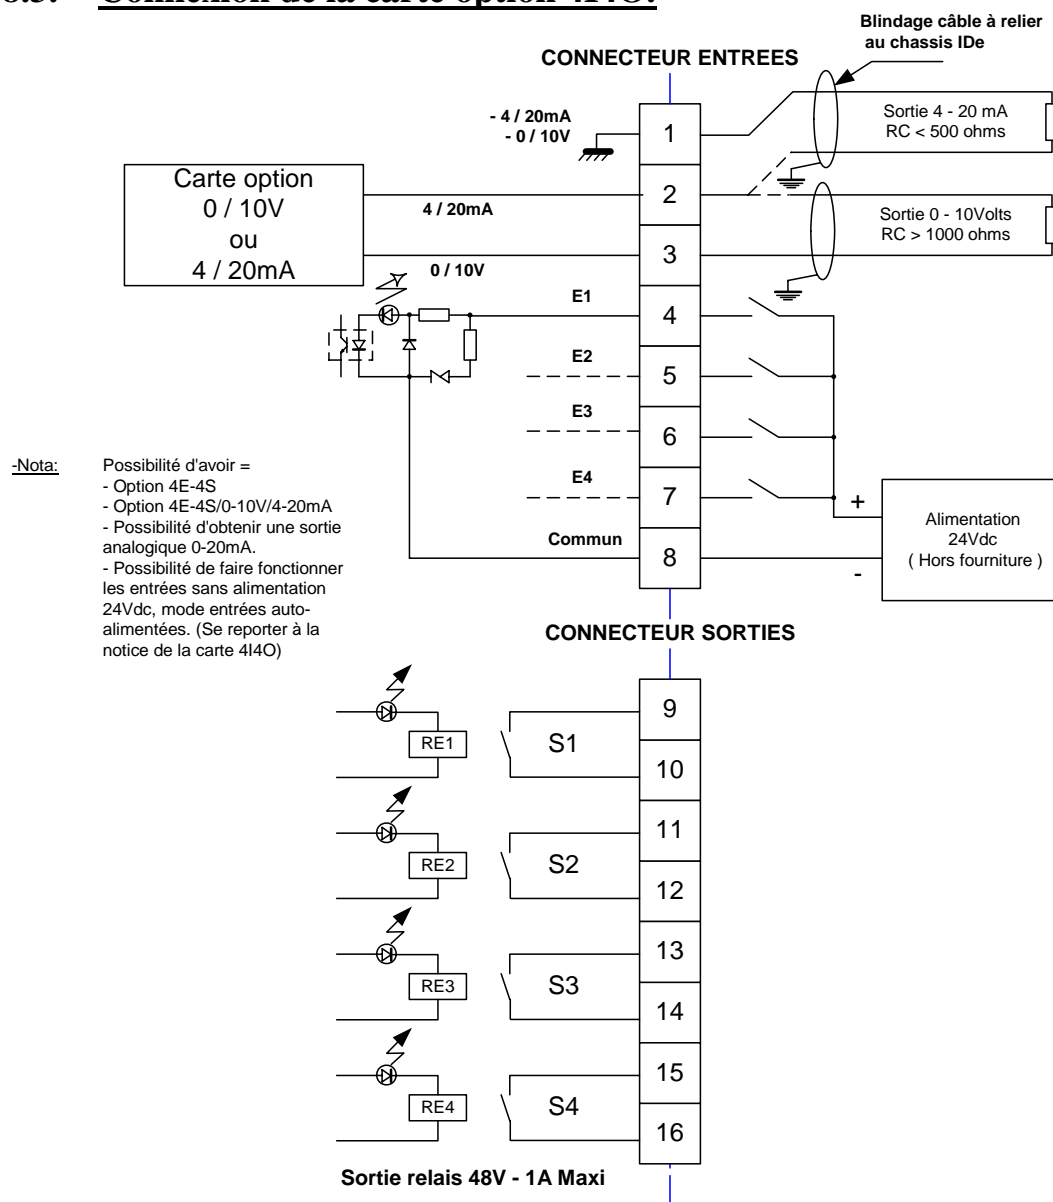 Connexion de la carte option 4I4O.
Blindage câble à relier
au chassis IDe
CONNECTEUR ENTREES
- 4 / 20mA
- 0 / 10V
1
Sortie 4 - 20 mA
RC < 500 ohms
Carte option
0 / 10V
ou
4 / 20mA
4 / 20mA
2
Sortie 0 - 10Volts
RC > 1000 ohms
0 / 10V
3
E1
4
E2
5
E3
6
E4
7
Commun
8
+
-
Alimentation
24Vdc
( Hors fourniture )
-Nota:
Possibilité d'avoir =
- Option 4E-4S
- Option 4E-4S/0-10V/4-20mA
- Possibilité d'obtenir une sortie
analogique 0-20mA.
- Possibilité de faire fonctionner
les entrées sans alimentation
24Vdc, mode entrées auto-
alimentées. (Se reporter à la
notice de la carte 4I4O)
CONNECTEUR SORTIES
RE1
S1
9
10
RE2
S2
11
12
RE3
S3
13
14
RE4
S4
15
16
Sortie relais 48V - 1A Maxi